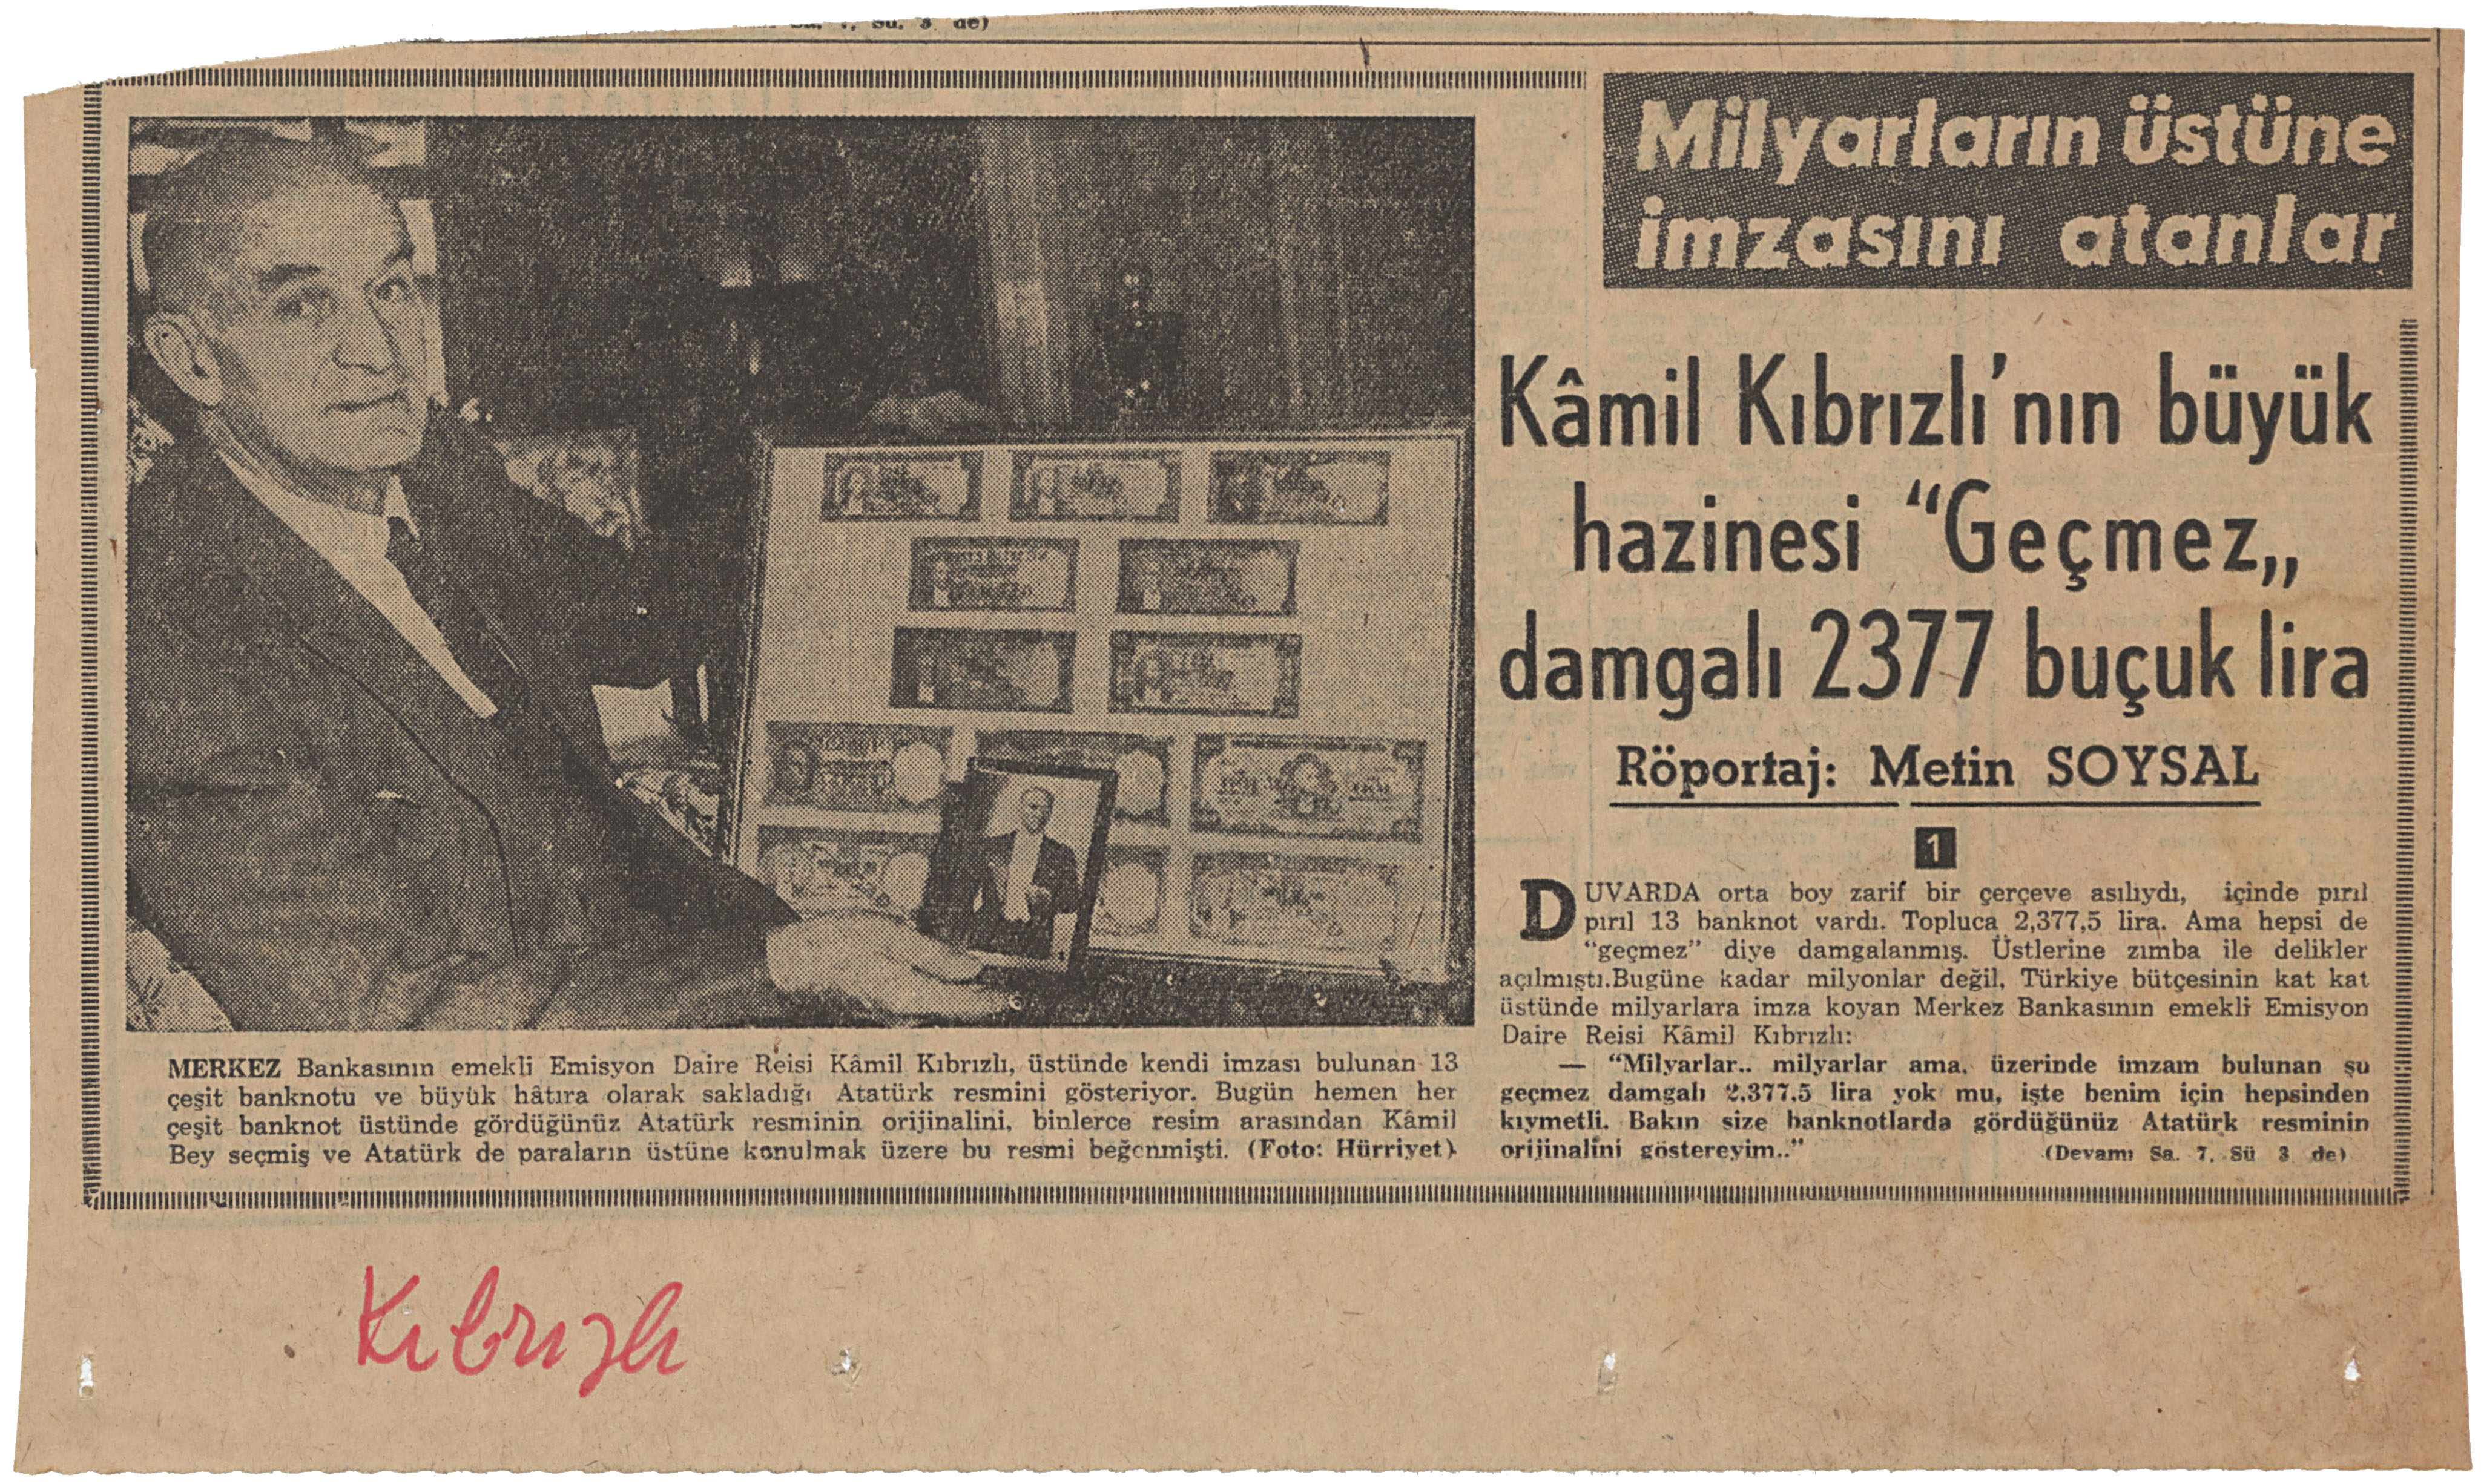 Sa. 7, Sü. 3 de)
Milyarların üstüne
imzasını atanlar
Kâmil Kıbrızlı'nın büyük
hazinesi “Geçmez„
damgalı 2377 buçuk lira
Röportaj: Metin SOYSAL
1
DUVARDA orta boy zarif bir çerçeve asılıydı, içinde pırıl
pırıl 13 banknot vardı. Topluca 2,377,5 lira. Ama hepsi de
“geçmez” diye damgalanmış. Üstlerine zımba ile delikler
açılmıştı.Bugüne kadar milyonlar değil, Türkiye bütçesinin kat kat
üstünde milyarlara imza koyan Merkez Bankasının emekli Emisyon
Daire Reisi Kâmil Kıbrızlı:
— “Milyarlar.. milyarlar ama, üzerinde imzam bulunan şu
geçmez damgalı 2.377.5 lira yok mu, işte benim için hepsinden
kıymetli. Bakın size banknotlarda gördüğünüz Atatürk resminin
orijinalini göstereyim..”
(Devamı Sa. 7, Sü 3 de)
MERKEZ Bankasının emekli Emisyon Daire Reisi Kâmil Kıbrızlı, üstünde kendi imzası bulunan 13
çeşit banknotu ve büyük hâtıra olarak sakladığı Atatürk resmini gösteriyor. Bugün hemen her
çeşit banknot üstünde gördüğünüz Atatürk resminin orijinalini, binlerce resim arasından Kâmil
Bey seçmiş ve Atatürk de paraların üstüne konulmak üzere bu resmi beğenmişti. (Foto: Hürriyet)
Kıbrızlı